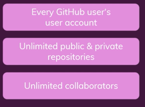 Every GitHub user's
user account
Unlimited public & private
repositories
Unlimited collaborators